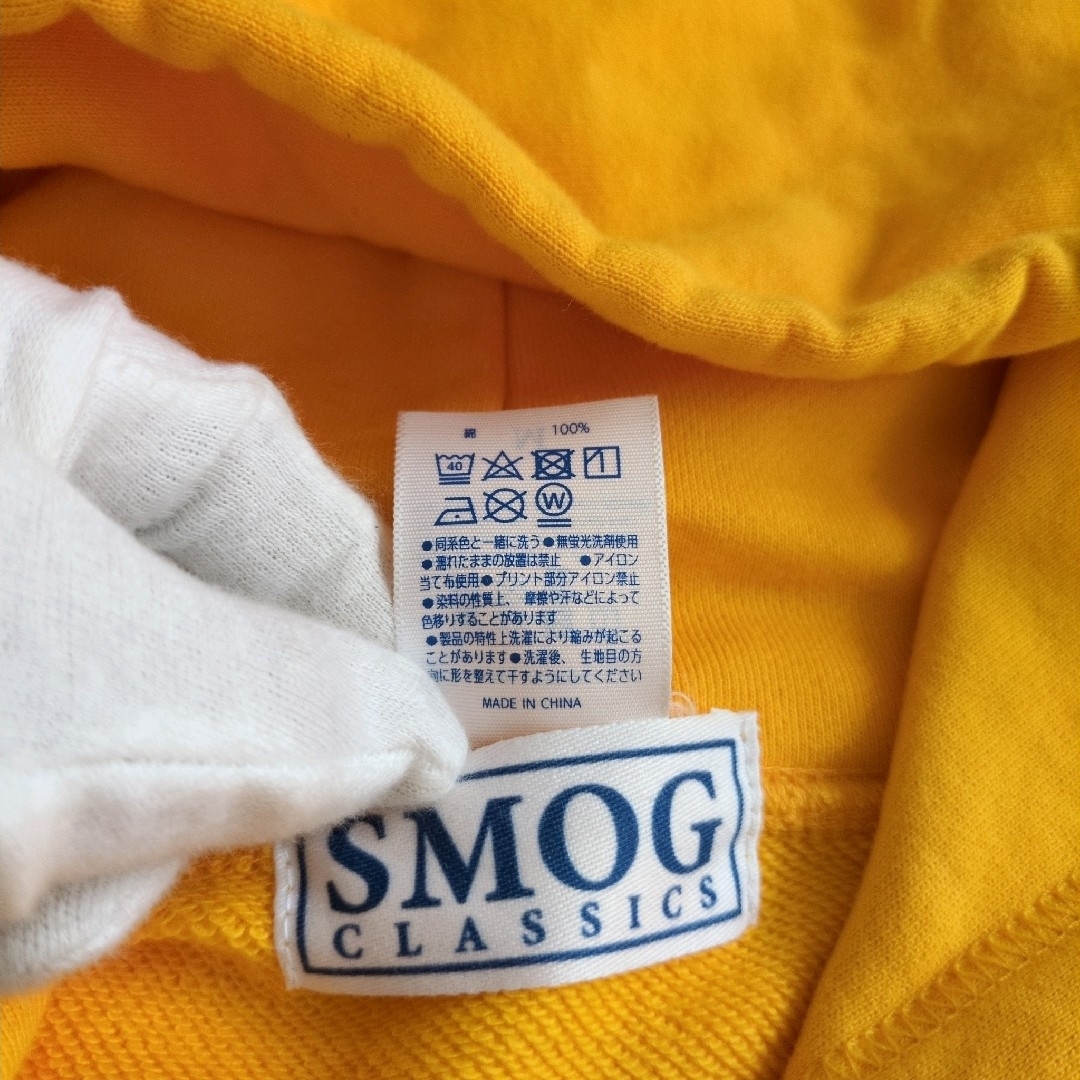 綿 100%
40
W
●同系色と一緒に洗う●無蛍光洗剤使用
●濡れたままの放置は禁止 ●アイロン
当て布使用●プリント部分アイロン禁止
●染料の性質上、摩擦や汗などによって
色移りすることがあります
●製品の特性上洗濯により縮みが起こる
ことがあります●洗濯後、生地目の方
向に形を整えて干すようにしてください
MADE IN CHINA
SMOG
CLASSICS